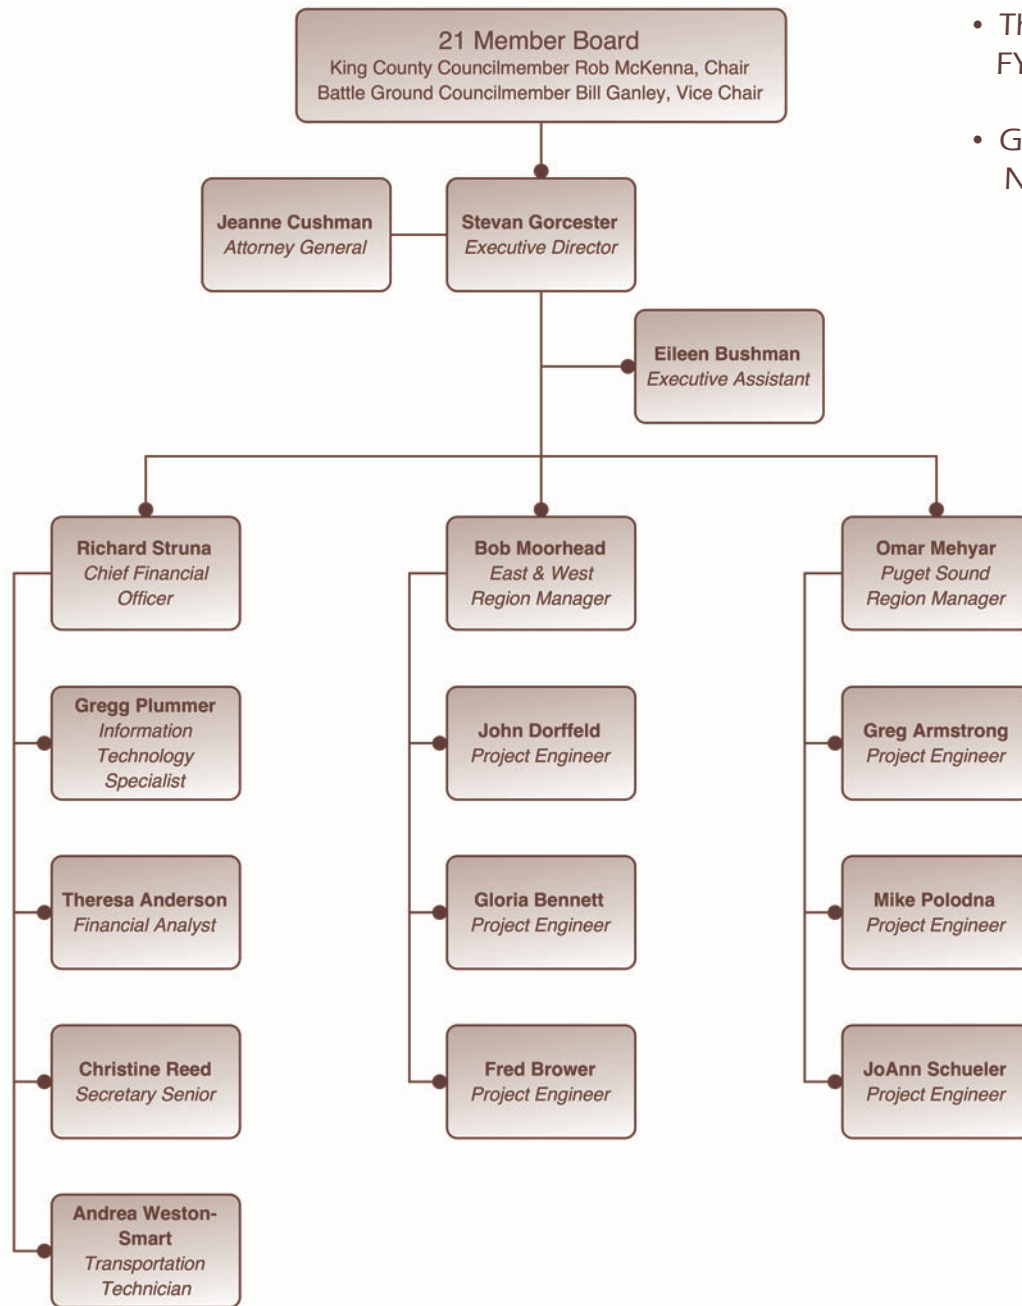 21 Member Board
King County Councilmember Rob McKenna, Chair
Battle Ground Councilmember Bill Ganley, Vice Chair
Jeanne Cushman
Attorney General
Stevan Gorcester
Executive Director
Eileen Bushman
Executive Assistant
Richard Struna
Chief Financial
Officer
Gregg Plummer
Information
Technology
Specialist
Theresa Anderson
Financial Analyst
Christine Reed
Secretary Senior
Andrea Weston-
Smart
Transportation
Technician
Bob Moorhead
East & West
Region Manager
John Dorffeld
Project Engineer
Gloria Bennett
Project Engineer
Fred Brower
Project Engineer
Omar Mehyar
Puget Sound
Region Manager
Greg Armstrong
Project Engineer
Mike Polodna
Project Engineer
JoAnn Schueler
Project Engineer